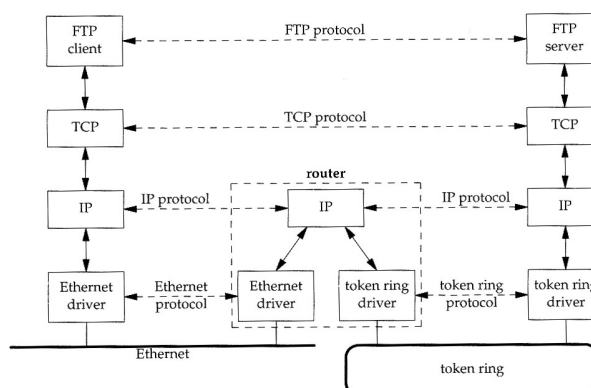 FTP
client
FTP protocol
FTP
server
TCP
TCP protocol
TCP
router
IP
IP protocol
IP
IP protocol
IP
Ethernet
driver
Ethernet
protocol
Ethernet
driver
token ring
driver
token ring
protocol
token ring
driver
Ethernet
token ring